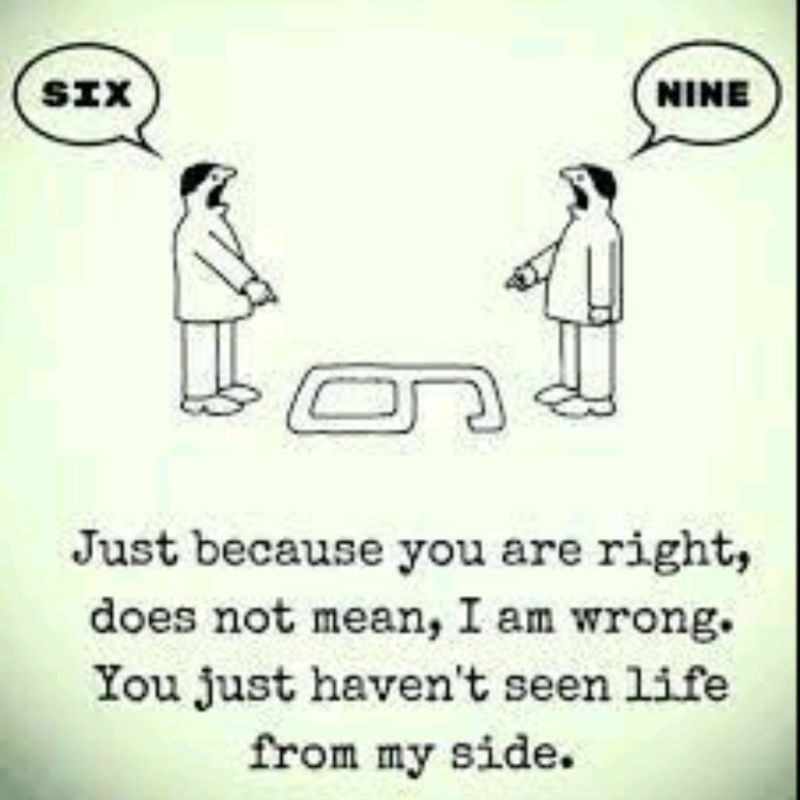 SIX
NINE
Just because you are right,
does not mean, I am wrong.
You just haven't seen life
from my side.